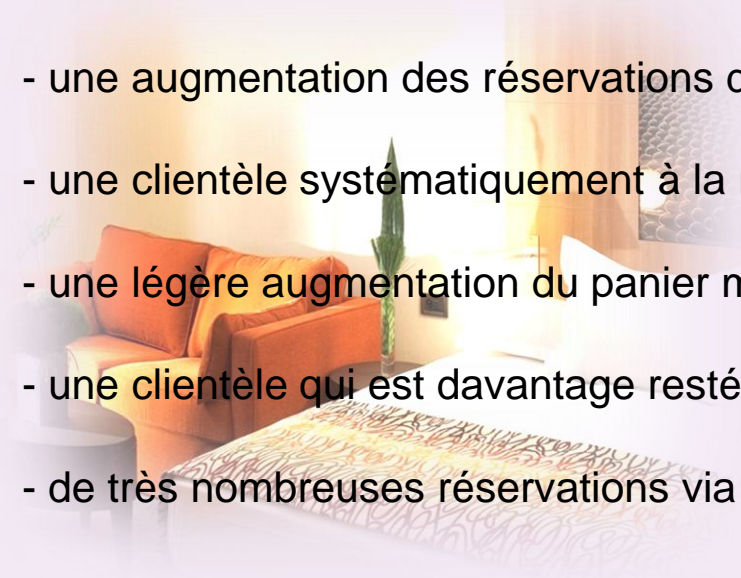 - une augmentation des réservations
- une clientèle systématiquement à la
- une légère augmentation du panier
- une clientèle qui est davantage resté
- de très nombreuses réservations via